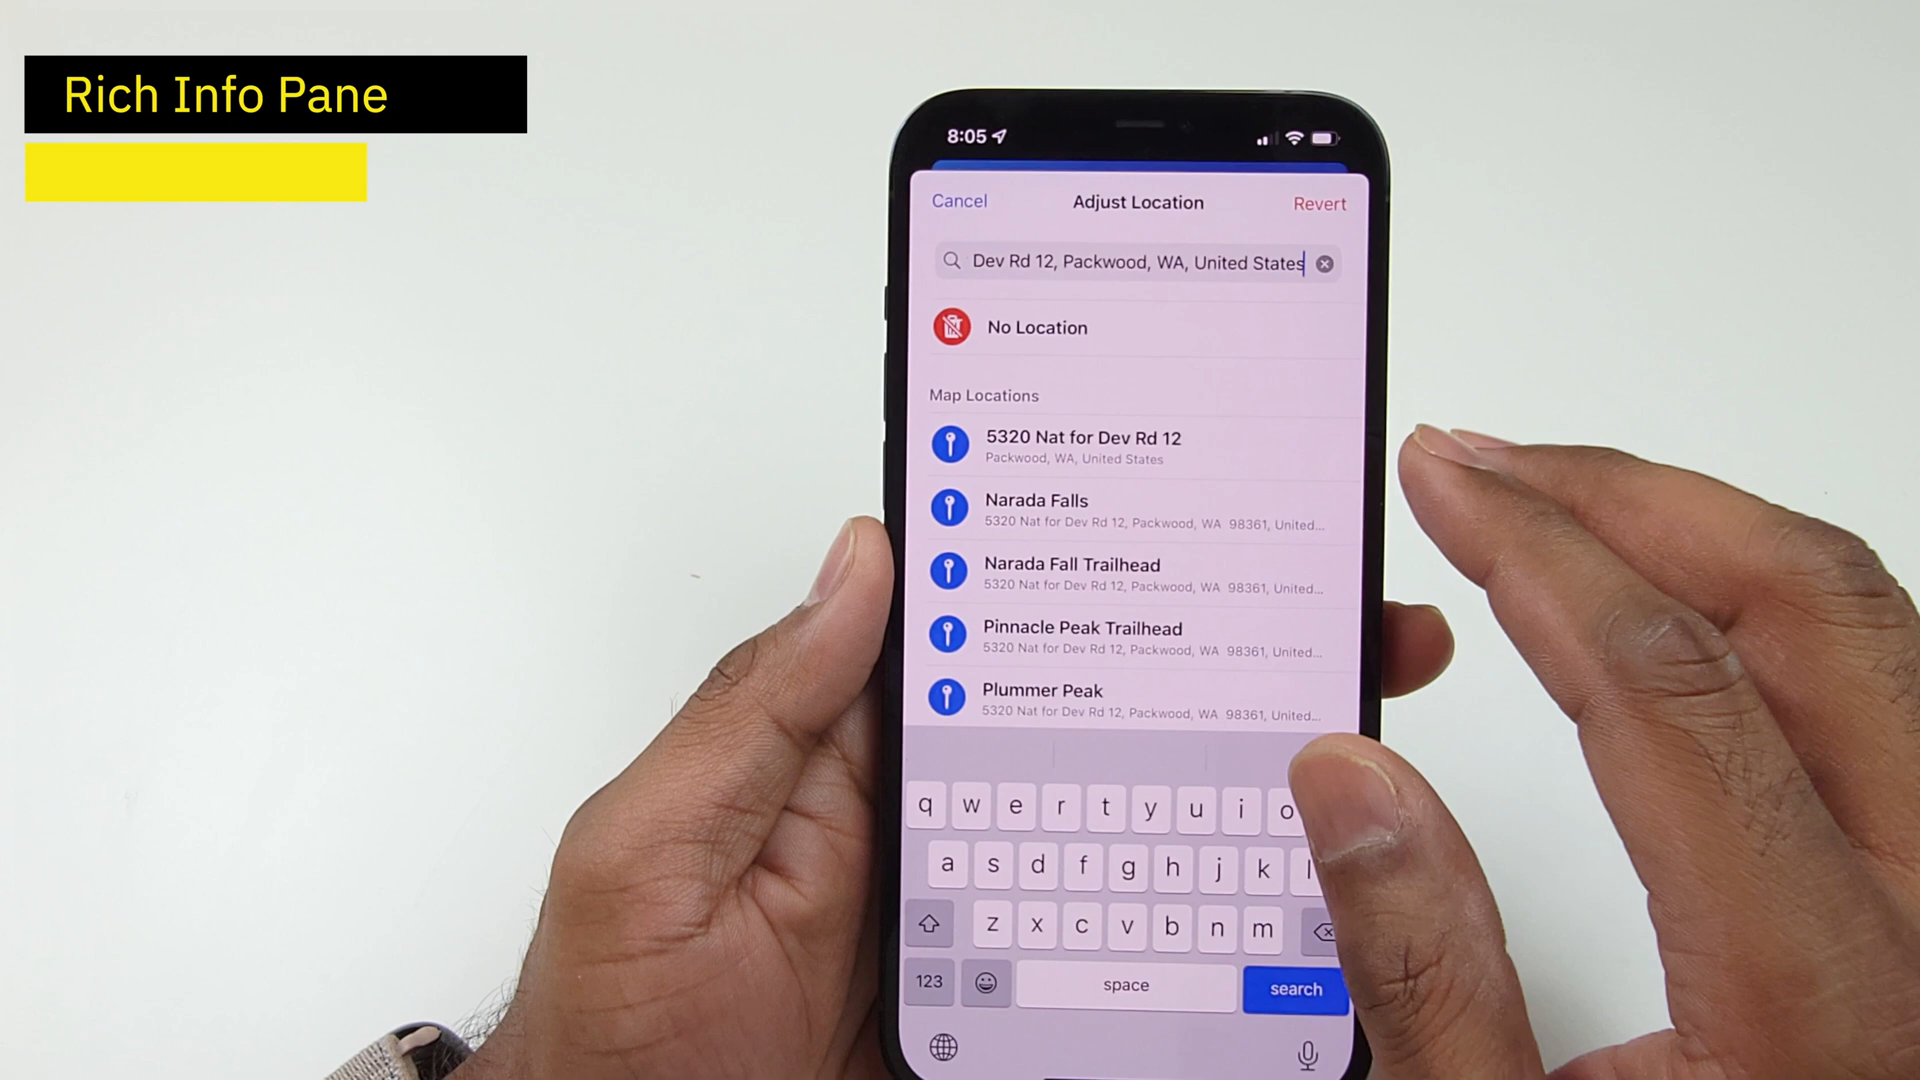 Rich Info Pane
8:05
Cancel
Adjust Location
Revert
Dev Rd 12, Packwood, WA, United States
No Location
Map Locations
5320 Nat for Dev Rd 12
Packwood, WA, United States
Narada Falls
5320 Nat for Dev Rd 12, Packwood, WA 98361, United...
Narada Fall Trailhead
5320 Nat for Dev Rd 12, Packwood, WA 98361, United...
Pinnacle Peak Trailhead
5320 Nat for Dev Rd 12, Packwood, WA 98361, United...
Plummer Peak
5320 Nat for Dev Rd 12, Packwood, WA 98361, United...
q w e r t y u i o
a s d f g h j k l
z x c v b n m
123 space search